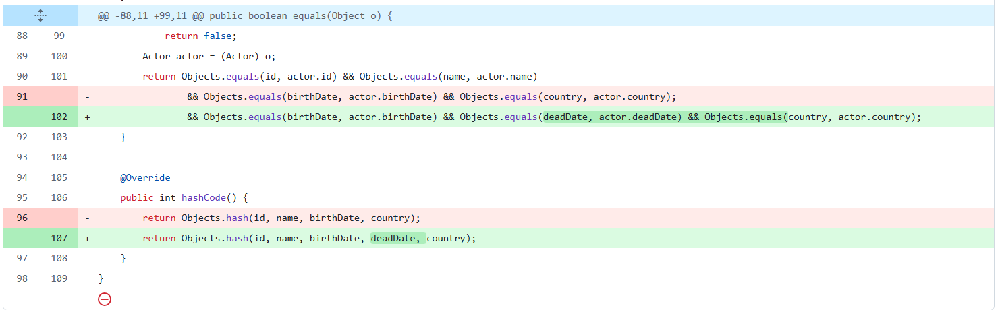 @@ -88,11 +99,11 @@ public boolean equals(Object o) {
88 99 return false;
89 100 Actor actor = (Actor) o;
90 101 return Objects.equals(id, actor.id) && Objects.equals(name, actor.name)
91 - && Objects.equals(birthDate, actor.birthDate) && Objects.equals(country, actor.country);
102 + && Objects.equals(birthDate, actor.birthDate) && Objects.equals(deadDate, actor.deadDate) && Objects.equals(country, actor.country);
92 103 }
93 104
94 105 @Override
95 106 public int hashCode() {
96 - return Objects.hash(id, name, birthDate, country);
107 + return Objects.hash(id, name, birthDate, deadDate, country);
97 108 }
98 109 }